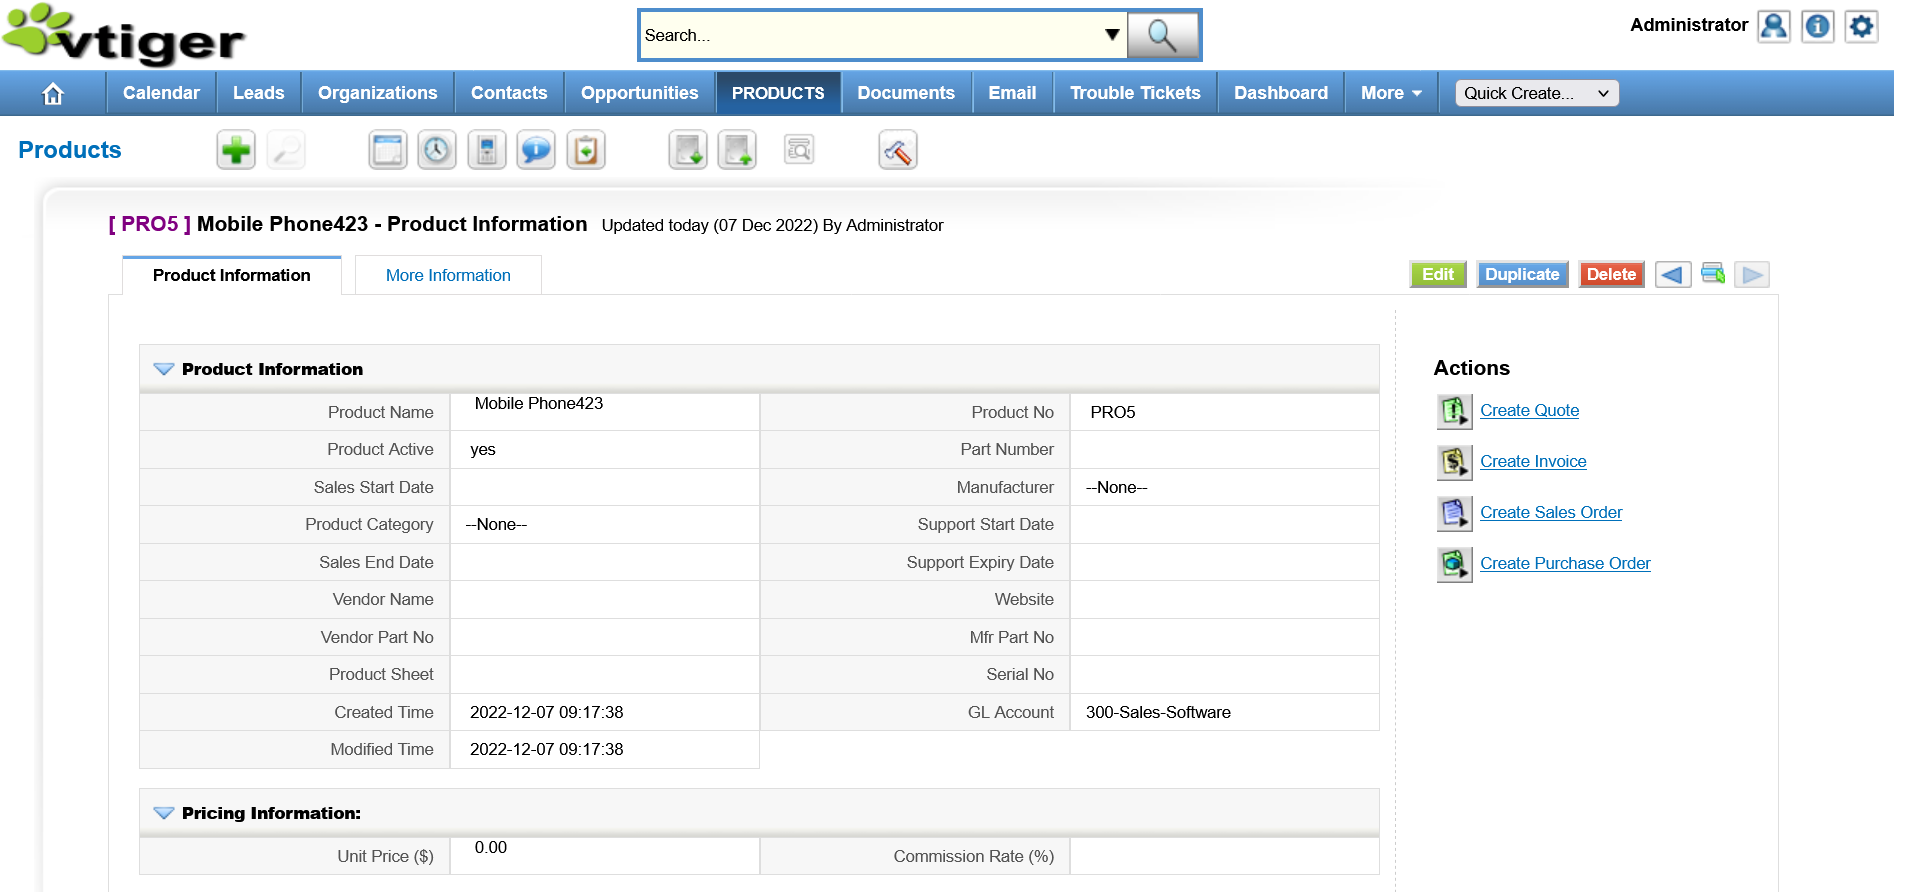 vtiger
Search...
Administrator
Calendar Leads Organizations Contacts Opportunities PRODUCTS Documents Email Trouble Tickets Dashboard More Quick Create...
Products
[ PRO5 ] Mobile Phone423 - Product Information Updated today (07 Dec 2022) By Administrator
Product Information More Information Edit Duplicate Delete
Product Information
Product Name Mobile Phone423 Product No PRO5
Product Active yes Part Number
Sales Start Date Manufacturer --None--
Product Category --None-- Support Start Date
Sales End Date Support Expiry Date
Vendor Name Website
Vendor Part No Mfr Part No
Product Sheet Serial No
Created Time 2022-12-07 09:17:38 GL Account 300-Sales-Software
Modified Time 2022-12-07 09:17:38
Pricing Information:
Unit Price ($) 0.00 Commission Rate (%)
Actions
Create Quote
Create Invoice
Create Sales Order
Create Purchase Order